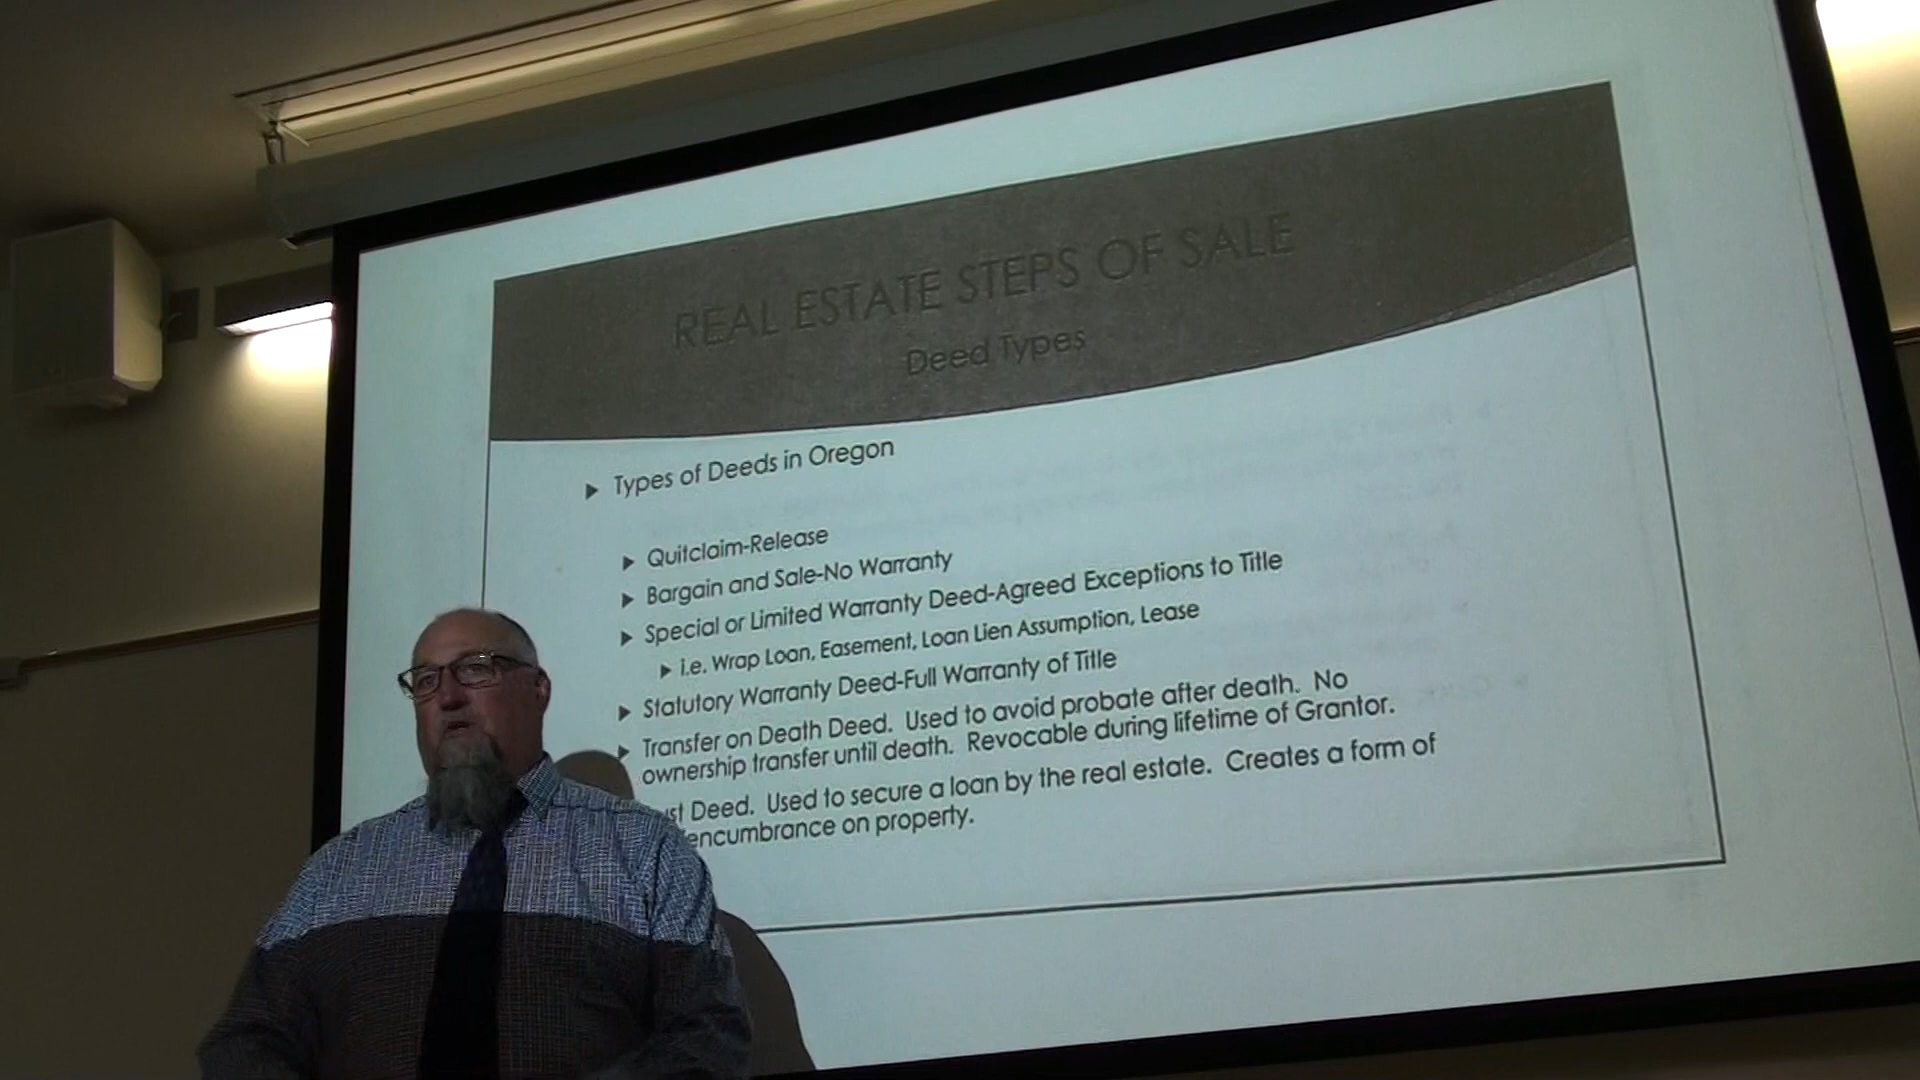 REAL ESTATE STEPS OF SALE
Deed Types
Types of Deeds in Oregon
Quitclaim-Release
Bargain and Sale-No Warranty
Special or Limited Warranty Deed-Agreed Exceptions to Title
i.e. Wrap Loan, Easement, Loan Lien Assumption, Lease
Statutory Warranty Deed-Full Warranty of Title
Transfer on Death Deed. Used to avoid probate after death. No
ownership transfer until death. Revocable during lifetime of Grantor.
Deed. Used to secure a loan by the real estate. Creates a form of
encumbrance on property.